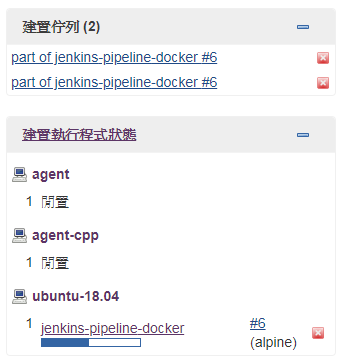 建置佇列 (2)
part of jenkins-pipeline-docker #6
part of jenkins-pipeline-docker #6
建置執行程式狀態
agent
1 閒置
agent-cpp
1 閒置
ubuntu-18.04
1 jenkins-pipeline-docker #6
(alpine)